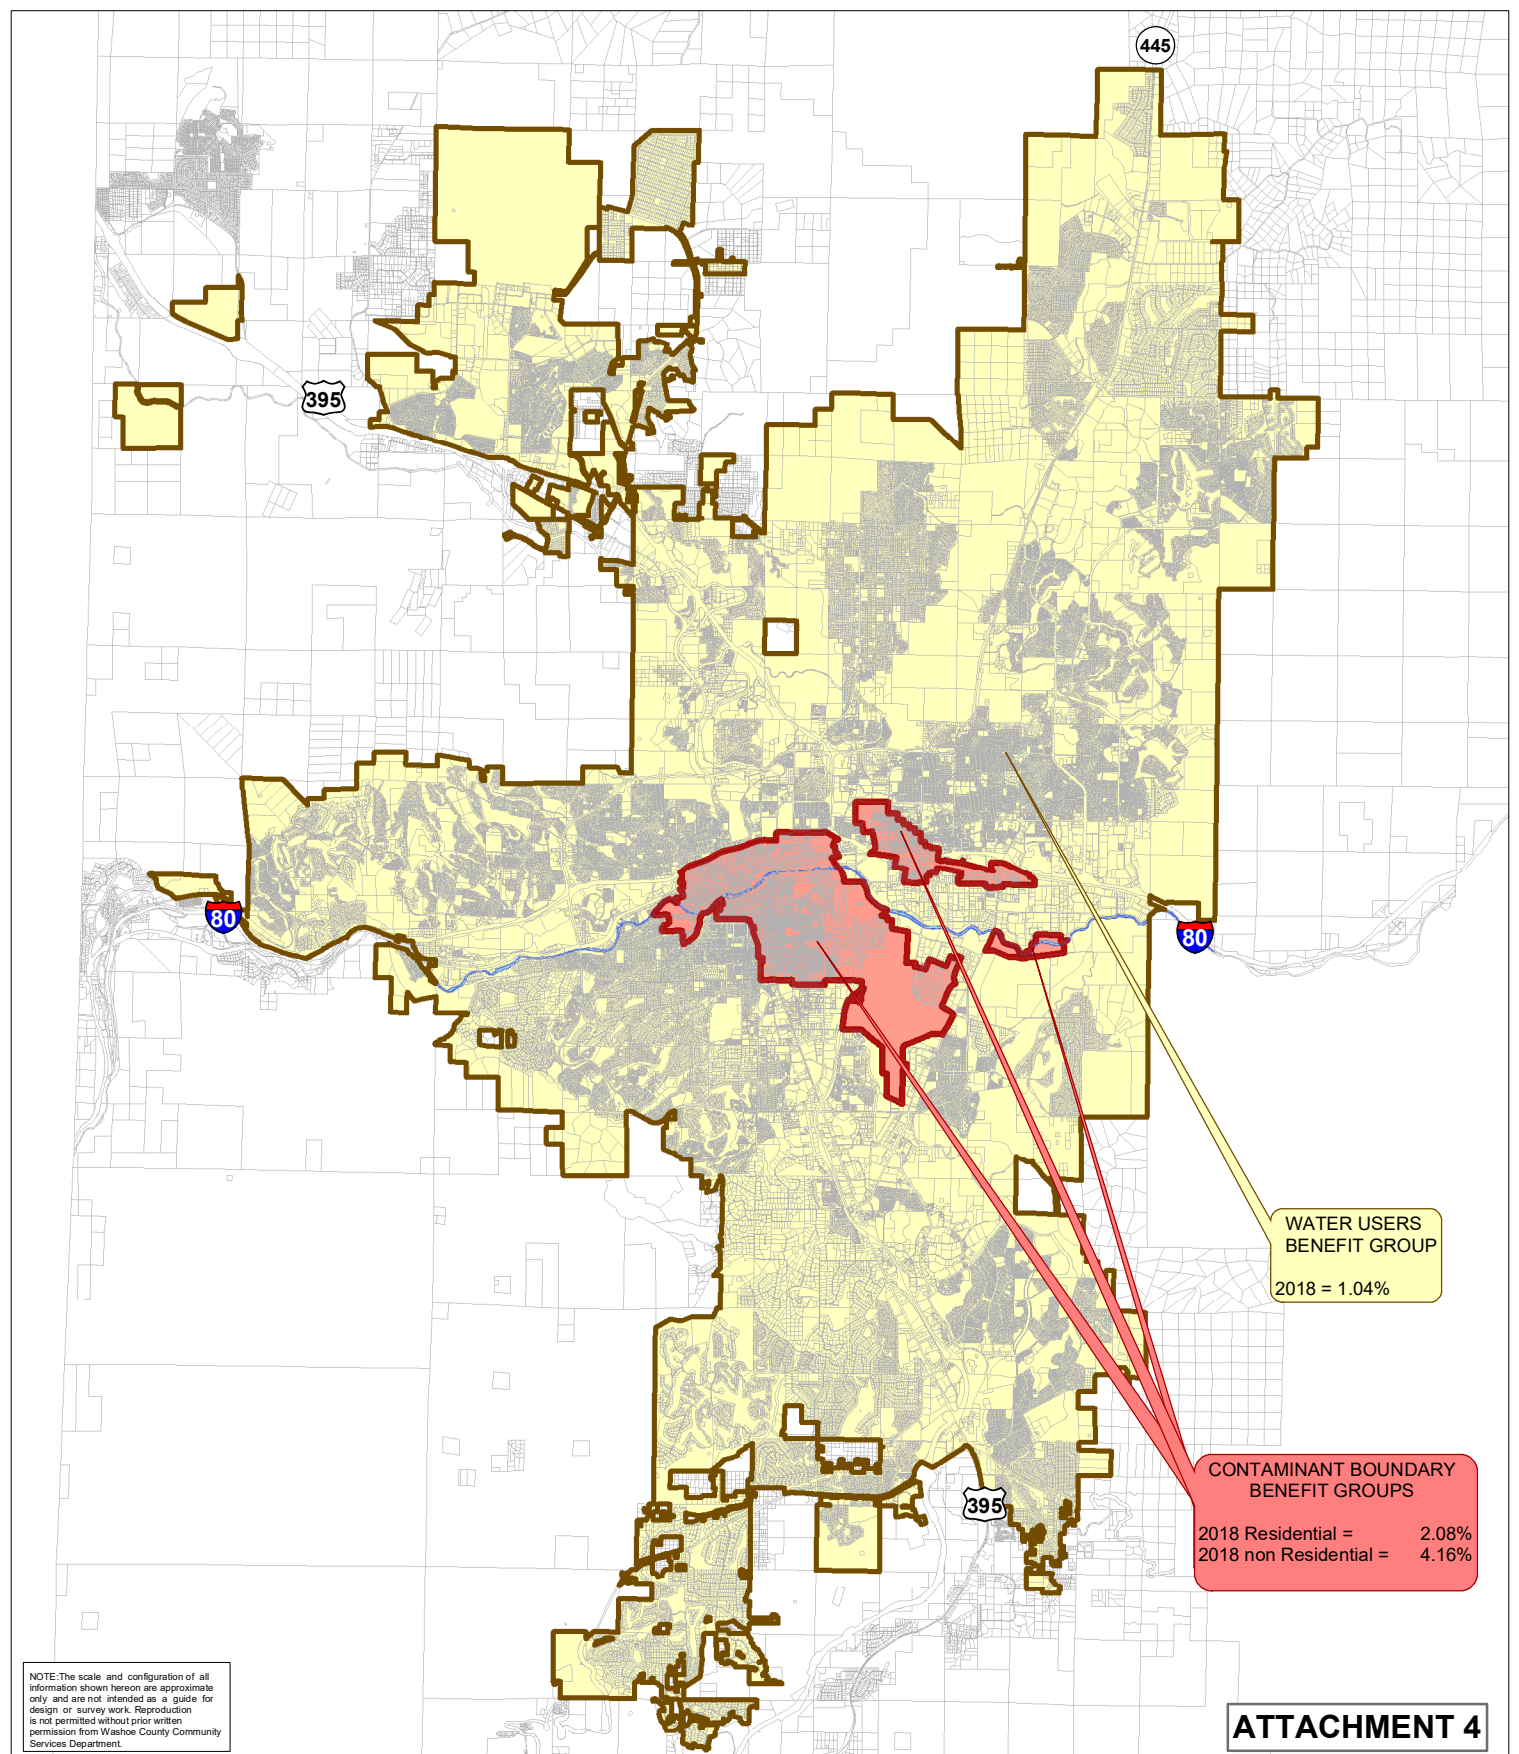 445
395
80
80
WATER USERS
BENEFIT GROUP
2018 = 1.04%
CONTAMINANT BOUNDARY
BENEFIT GROUPS
395
2018 Residential = 2.08%
2018 non Residential = 4.16%
NOTE:The scale and configuration of all
information shown hereon are approximate
only and are not intended as a guide for
design or survey work. Reproduction
is not permitted without prior written
permission from Washoe County Community
Services Department.
ATTACHMENT 4